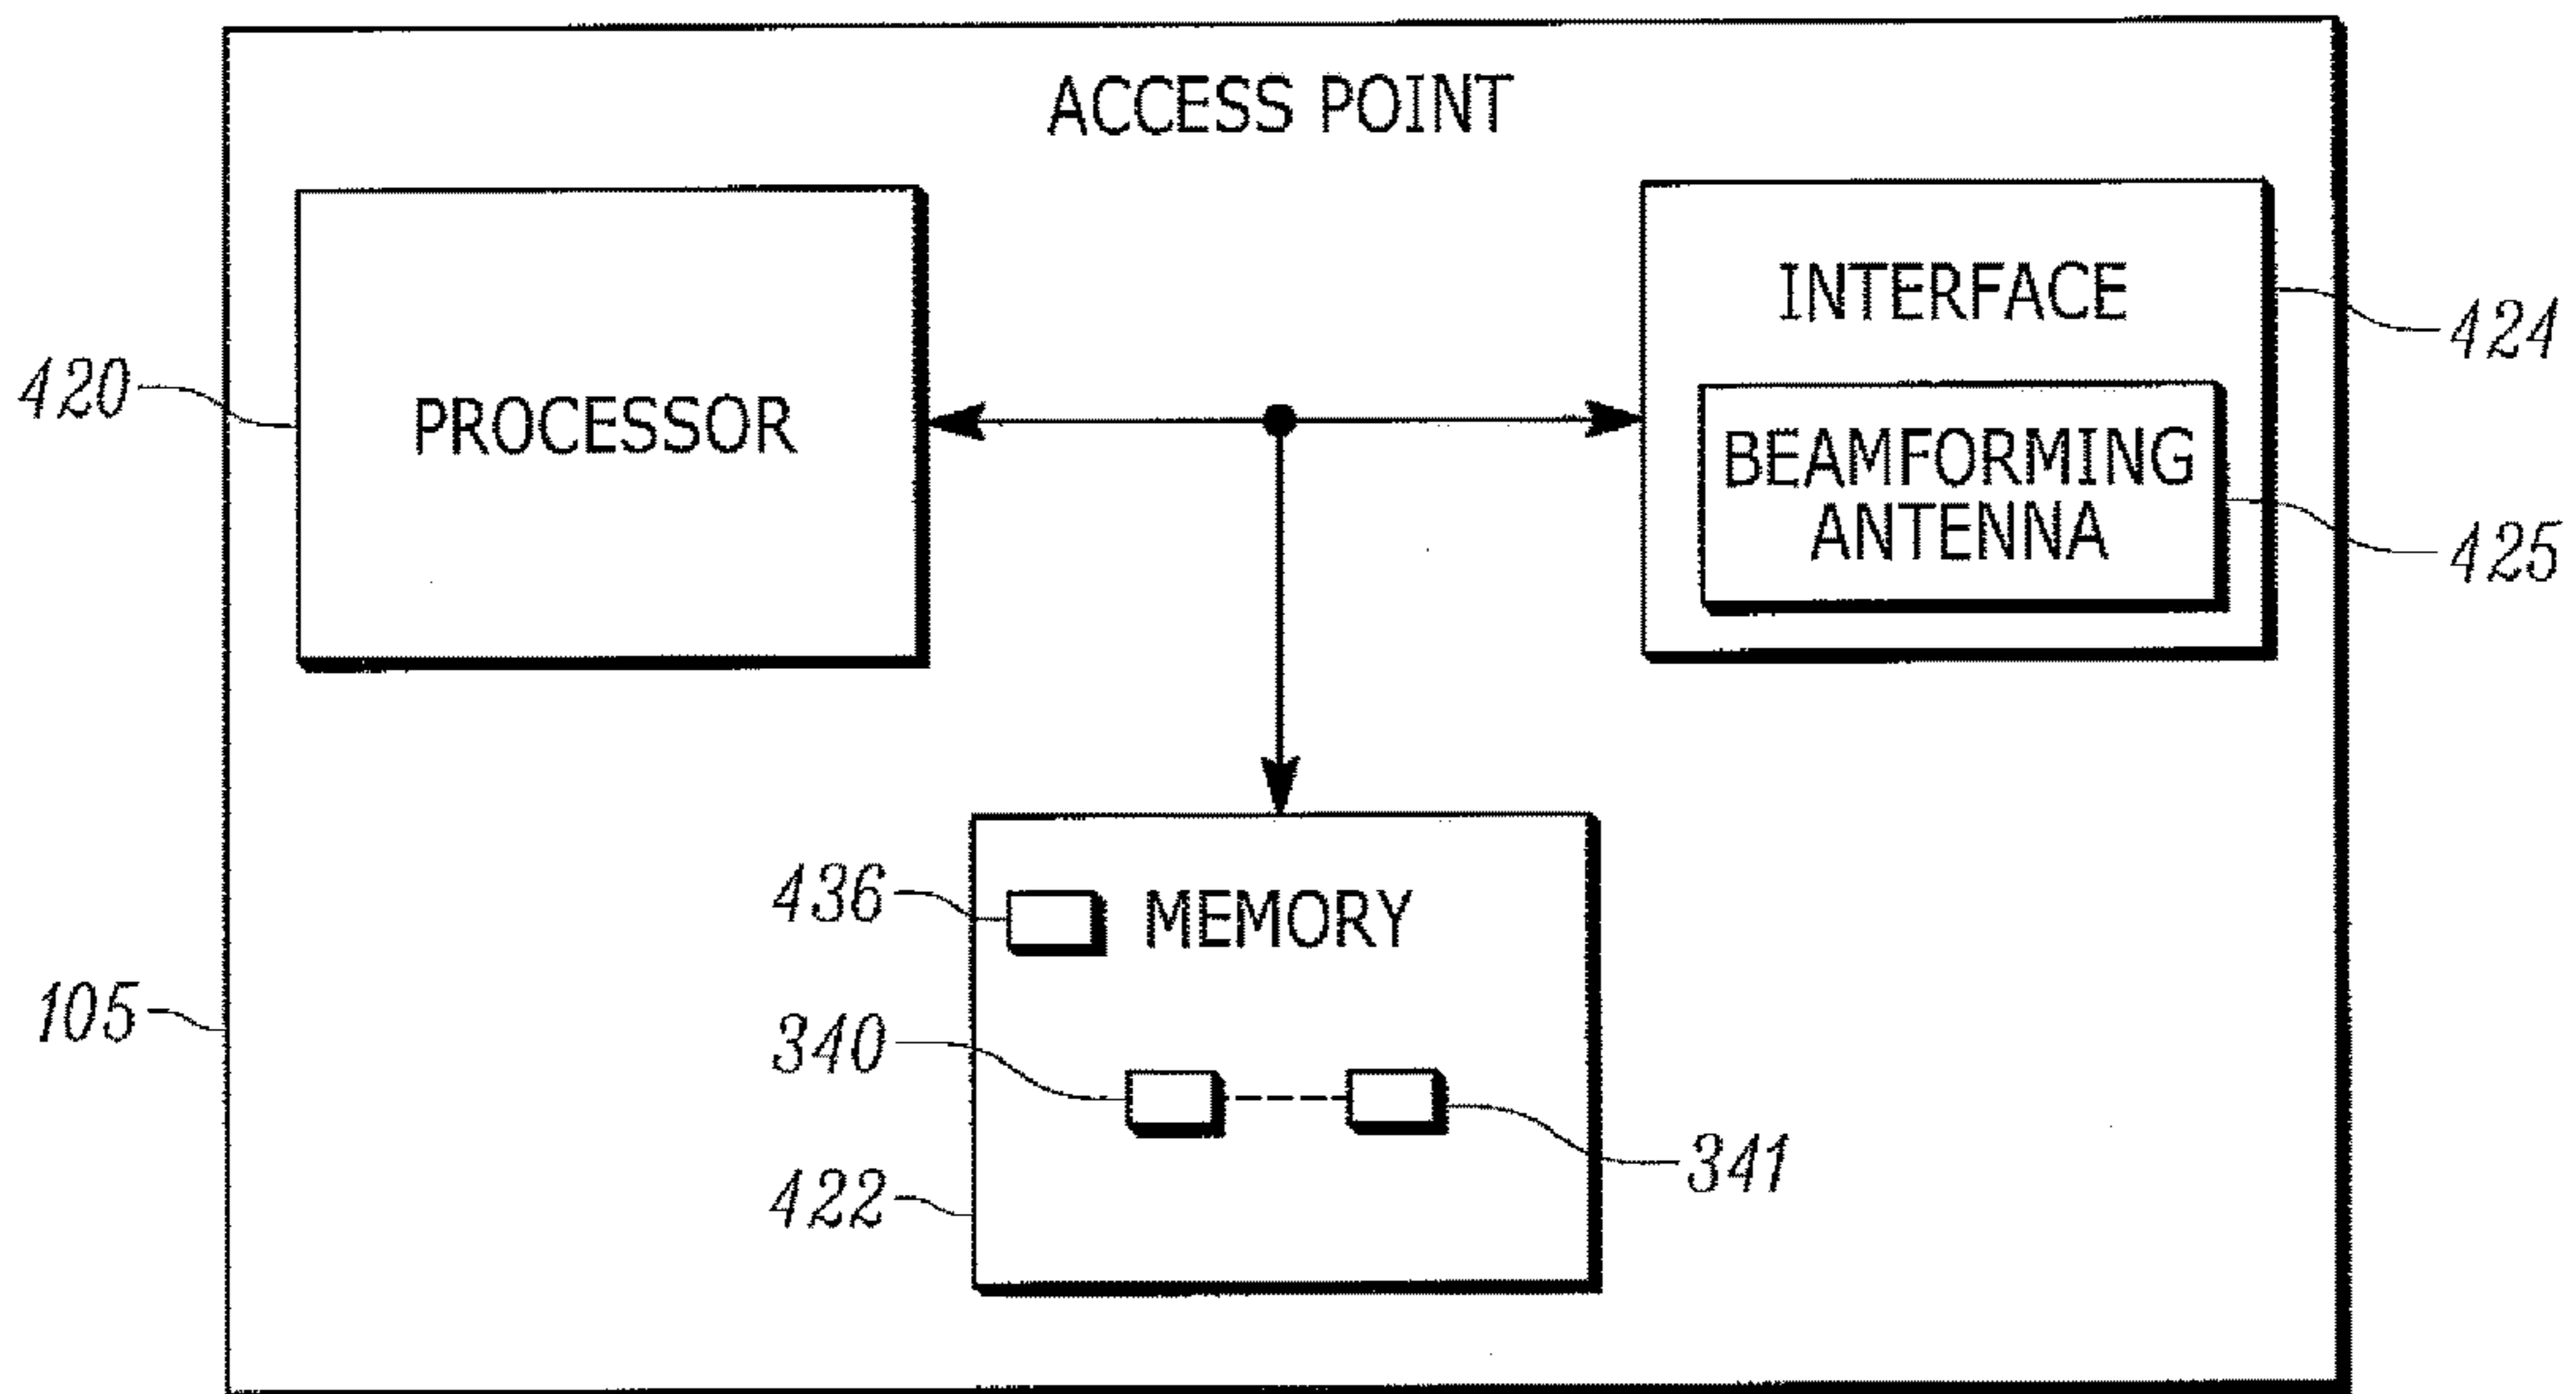 ACCESS POINT
INTERFACE
424
420
PROCESSOR
BEAMFORMING
ANTENNA
425
436
MEMORY
105
340
341
422